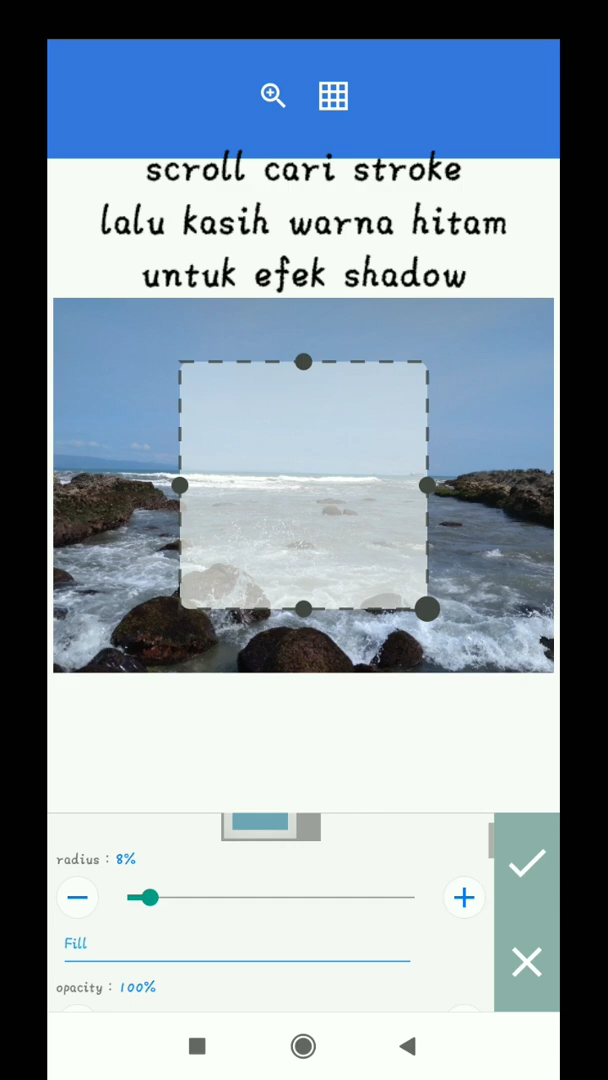 scroll cari stroke
lalu kasih warna hitam
untuk efek shadow
radius : 8%
Fill
opacity : 100%